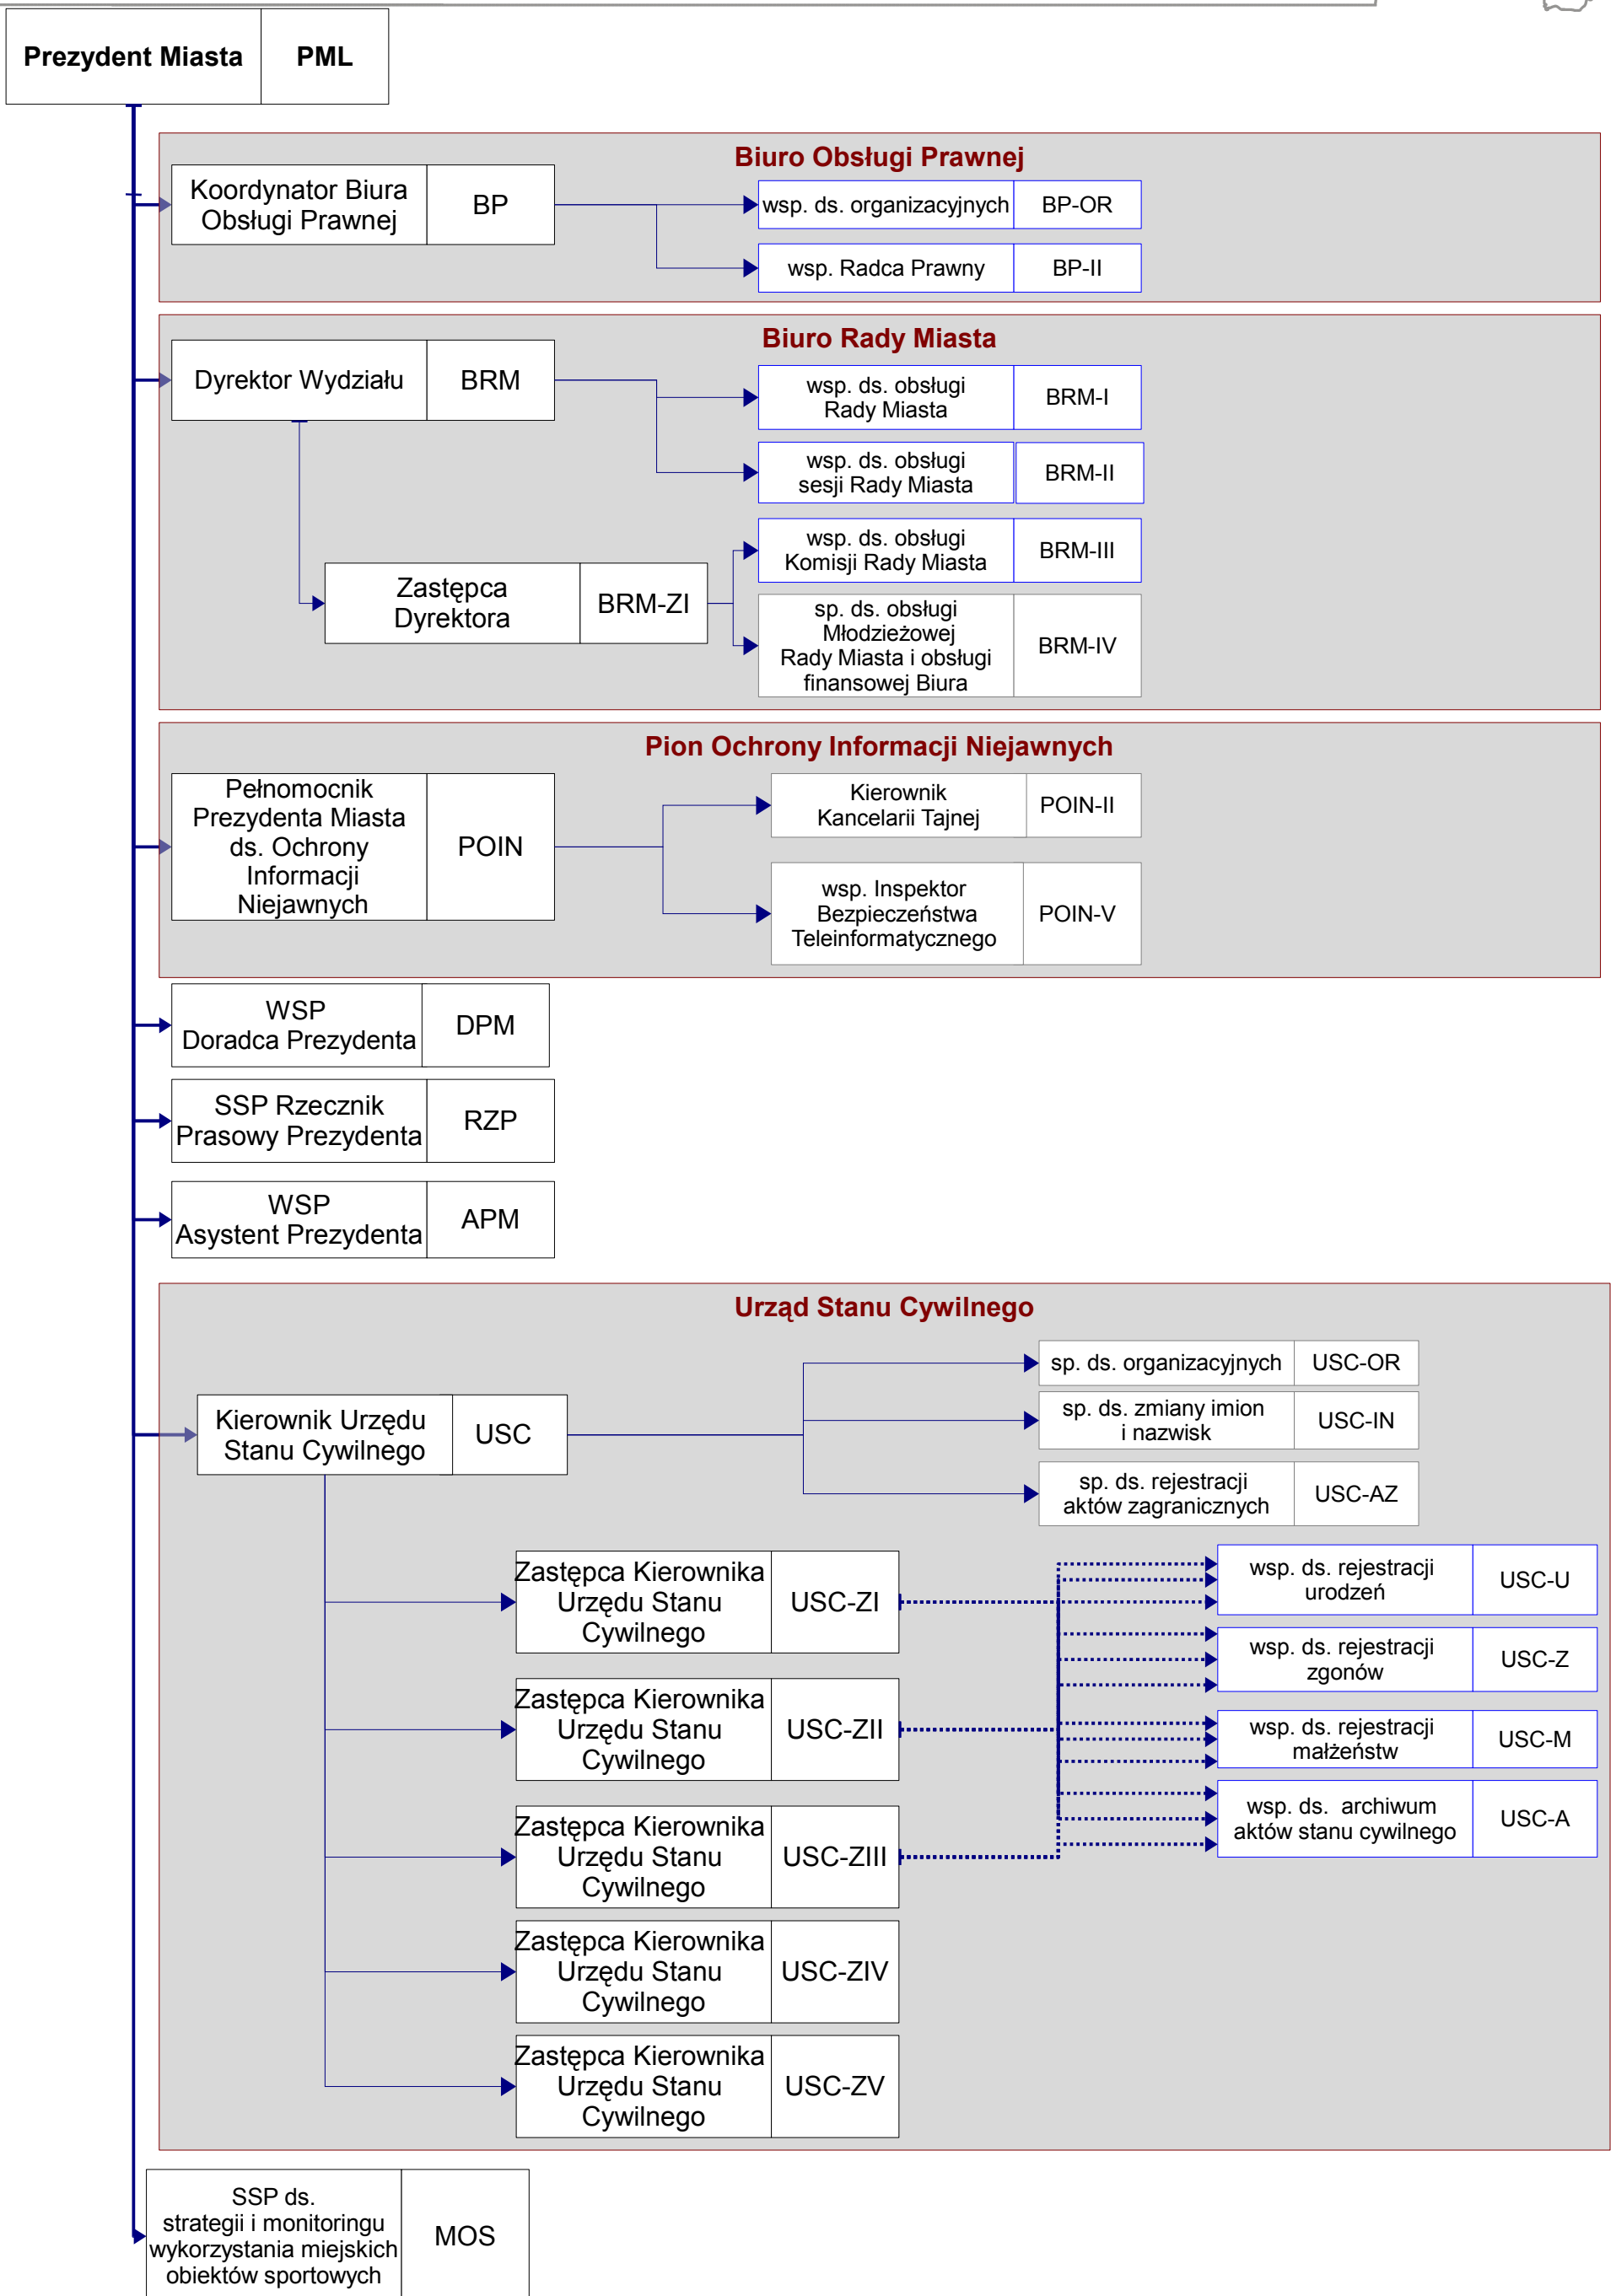 Prezydent Miasta
PML
Biuro Obsługi Prawnej
Koordynator Biura
Obsługi Prawnej
BP
wsp. ds. organizacyjnych
BP-OR
wsp. Radca Prawny
BP-II
Biuro Rady Miasta
Dyrektor Wydziału
BRM
wsp. ds. obsługi
Rady Miasta
BRM-I
wsp. ds. obsługi
sesji Rady Miasta
BRM-II
wsp. ds. obsługi
Komisji Rady Miasta
BRM-III
Zastępca
Dyrektora
BRM-ZI
sp. ds. obsługi
Młodzieżowej
Rady Miasta i obsługi
finansowej Biura
BRM-IV
Pion Ochrony Informacji Niejawnych
Pełnomocnik
Prezydenta Miasta
ds. Ochrony
Informacji
Niejawnych
POIN
Kierownik
Kancelarii Tajnej
POIN-II
wsp. Inspektor
Bezpieczeństwa
Teleinformatycznego
POIN-V
WSP
Doradca Prezydenta
DPM
SSP Rzecznik
Prasowy Prezydenta
RZP
WSP
Asystent Prezydenta
APM
Urząd Stanu Cywilnego
Kierownik Urzędu
Stanu Cywilnego
USC
sp. ds. organizacyjnych
USC-OR
sp. ds. zmiany imion
i nazwisk
USC-IN
sp. ds. rejestracji
aktów zagranicznych
USC-AZ
Zastępca Kierownika
Urzędu Stanu
Cywilnego
USC-ZI
wsp. ds. rejestracji
urodzeń
USC-U
wsp. ds. rejestracji
zgonów
USC-Z
Zastępca Kierownika
Urzędu Stanu
Cywilnego
USC-ZII
wsp. ds. rejestracji
małżeństw
USC-M
wsp. ds. archiwum
aktów stanu cywilnego
USC-A
Zastępca Kierownika
Urzędu Stanu
Cywilnego
USC-ZIII
Zastępca Kierownika
Urzędu Stanu
Cywilnego
USC-ZIV
Zastępca Kierownika
Urzędu Stanu
Cywilnego
USC-ZV
SSP ds.
strategii i monitoringu
wykorzystania miejskich
obiektów sportowych
MOS